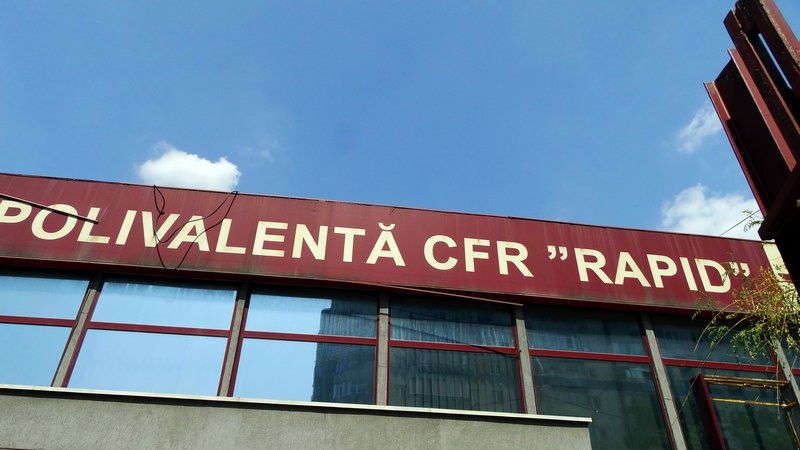 POLIVALENTĂ CFR ”RAPID”